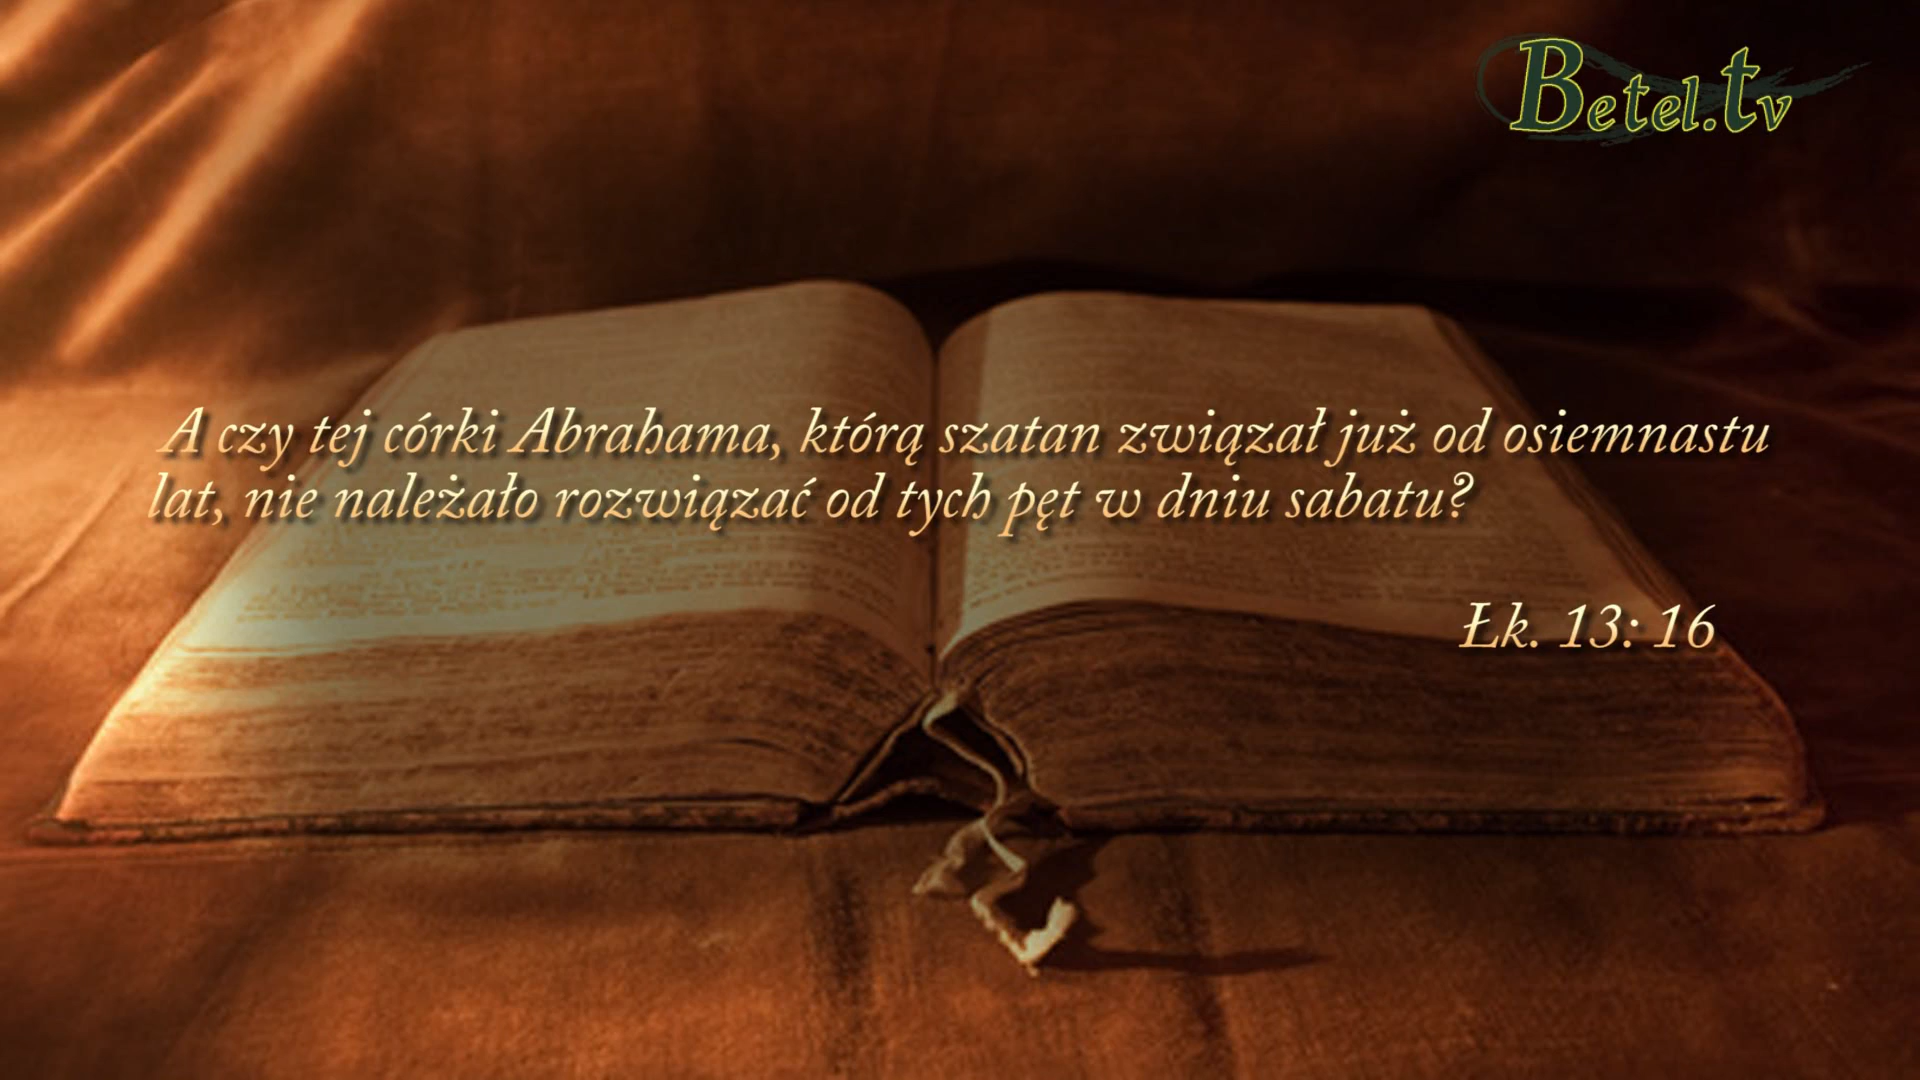 Betel.tv
A czy tej córki Abrahama, którą szatan związał już od osiemnastu
lat, nie należało rozwiązać od tych pęt w dniu sabatu?
Łk. 13: 16